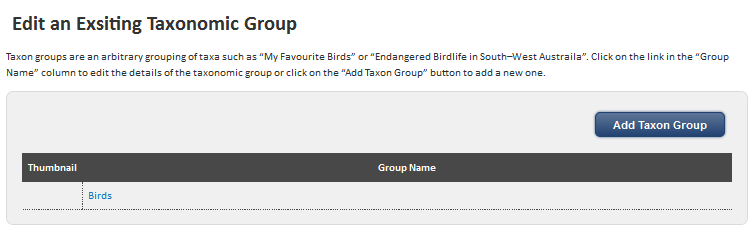 Edit an Exsiting Taxonomic Group
Taxon groups are an arbitrary grouping of taxa such as “My Favourite Birds” or “Endangered Birdlife in South–West Austraila”. Click on the link in the “Group
Name” column to edit the details of the taxonomic group or click on the “Add Taxon Group” button to add a new one.
Add Taxon Group
Thumbnail Group Name
Birds